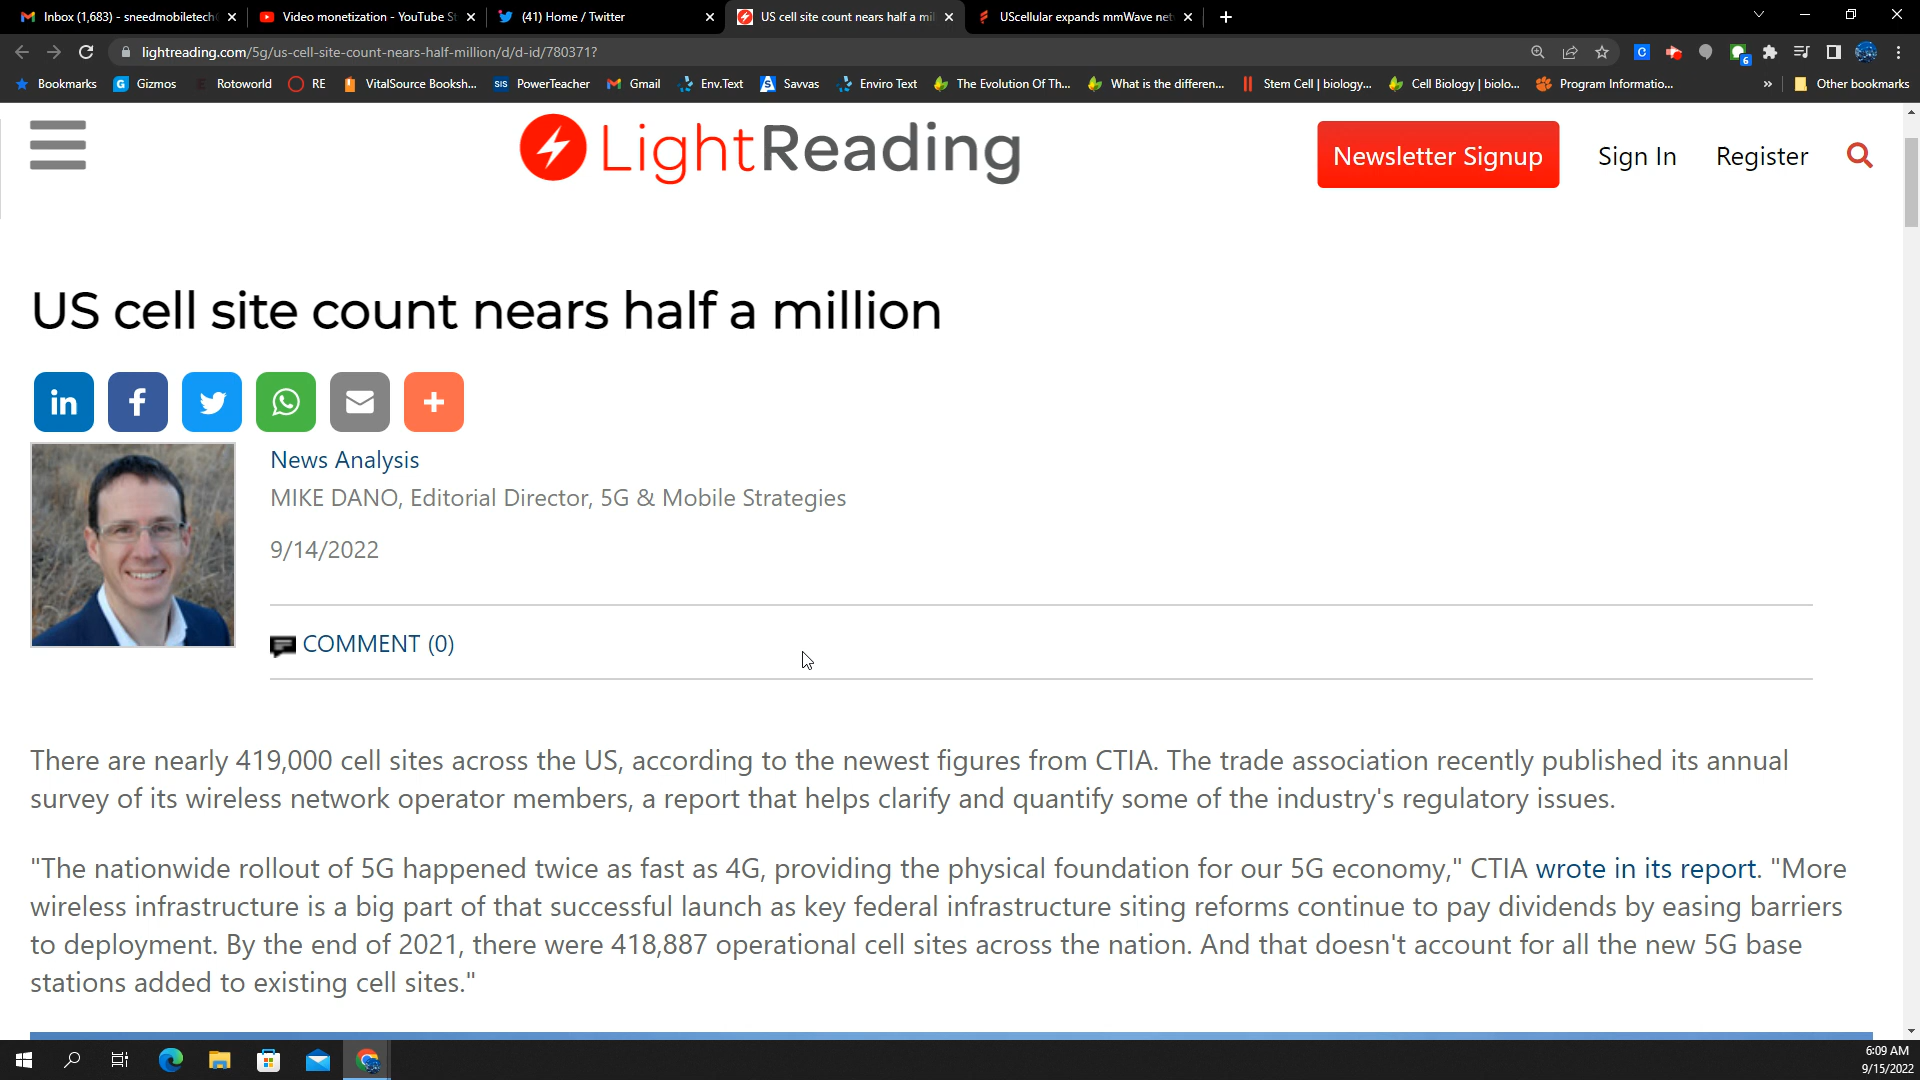 Inbox (1,683) - sneedmobiletech
Video monetization - YouTube S
(41) Home / Twitter
US cell site count nears half a mil
UScellular expands mmWave net
lightreading.com/5g/us-cell-site-count-nears-half-million/d/d-id/780371?
6
Bookmarks
Gizmos
Rotoworld
RE
VitalSource Booksh...
SIS PowerTeacher
Gmail
Env.Text
Savvas
Enviro Text
The Evolution Of Th...
What is the differen...
Stem Cell | biology...
Cell Biology | biolo...
Program Informatio...
»
Other bookmarks
LightReading
Newsletter Signup
Sign In
Register
US cell site count nears half a million
in
f
+
News Analysis
MIKE DANO, Editorial Director, 5G & Mobile Strategies
9/14/2022
COMMENT (0)
There are nearly 419,000 cell sites across the US, according to the newest figures from CTIA. The trade association recently published its annual
survey of its wireless network operator members, a report that helps clarify and quantify some of the industry's regulatory issues.
"The nationwide rollout of 5G happened twice as fast as 4G, providing the physical foundation for our 5G economy," CTIA wrote in its report. "More
wireless infrastructure is a big part of that successful launch as key federal infrastructure siting reforms continue to pay dividends by easing barriers
to deployment. By the end of 2021, there were 418,887 operational cell sites across the nation. And that doesn't account for all the new 5G base
stations added to existing cell sites."
6:09 AM
9/15/2022